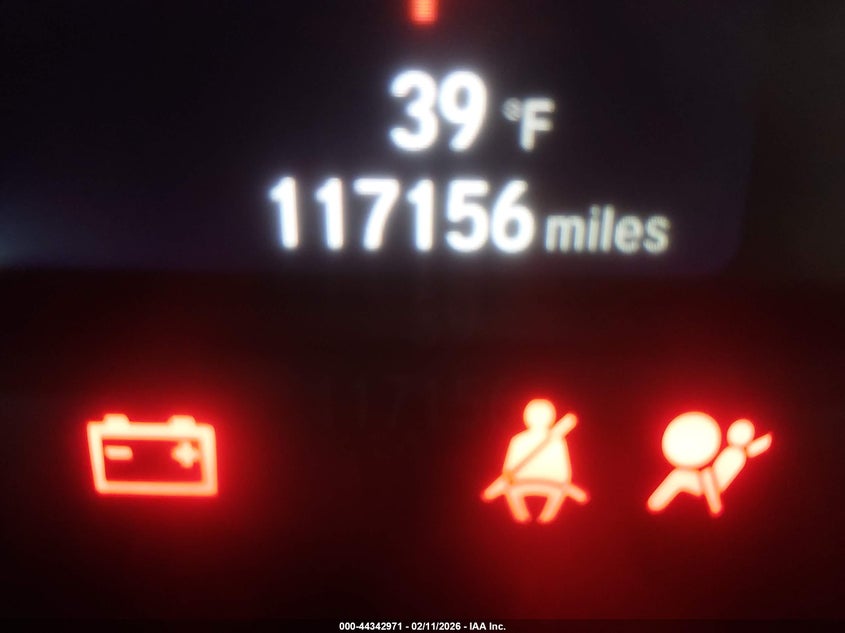 39 °F
117156 miles
000-44342971 - 02/11/2026 - IAA Inc.